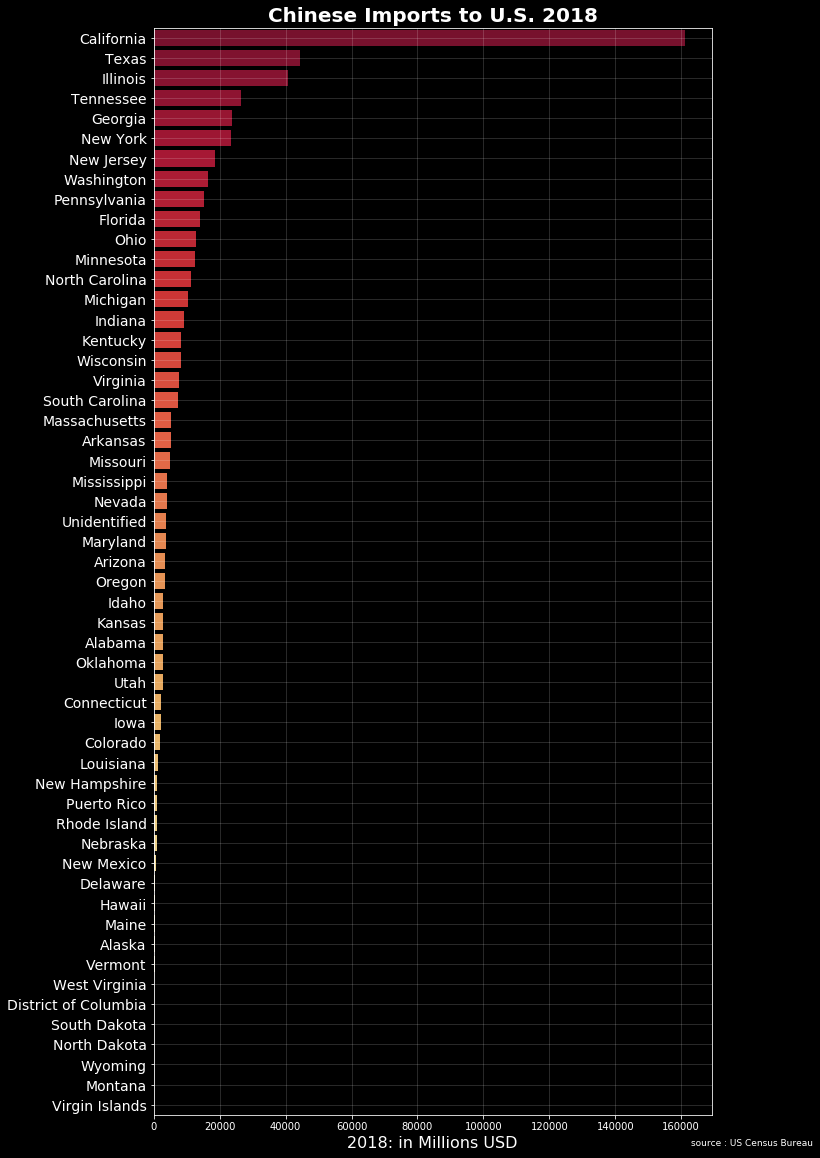 Chinese Imports to U.S. 2018
California
Texas
Illinois
Tennessee
Georgia
New York
New Jersey
Washington
Pennsylvania
Florida
Ohio
Minnesota
North Carolina
Michigan
Indiana
Kentucky
Wisconsin
Virginia
South Carolina
Massachusetts
Arkansas
Missouri
Mississippi
Nevada
Unidentified
Maryland
Arizona
Oregon
Idaho
Kansas
Alabama
Oklahoma
Utah
Connecticut
Iowa
Colorado
Louisiana
New Hampshire
Puerto Rico
Rhode Island
Nebraska
New Mexico
Delaware
Hawaii
Maine
Alaska
Vermont
West Virginia
District of Columbia
South Dakota
North Dakota
Wyoming
Montana
Virgin Islands
0 20000 40000 60000 80000 100000 120000 140000 160000
2018: in Millions USD
source : US Census Bureau